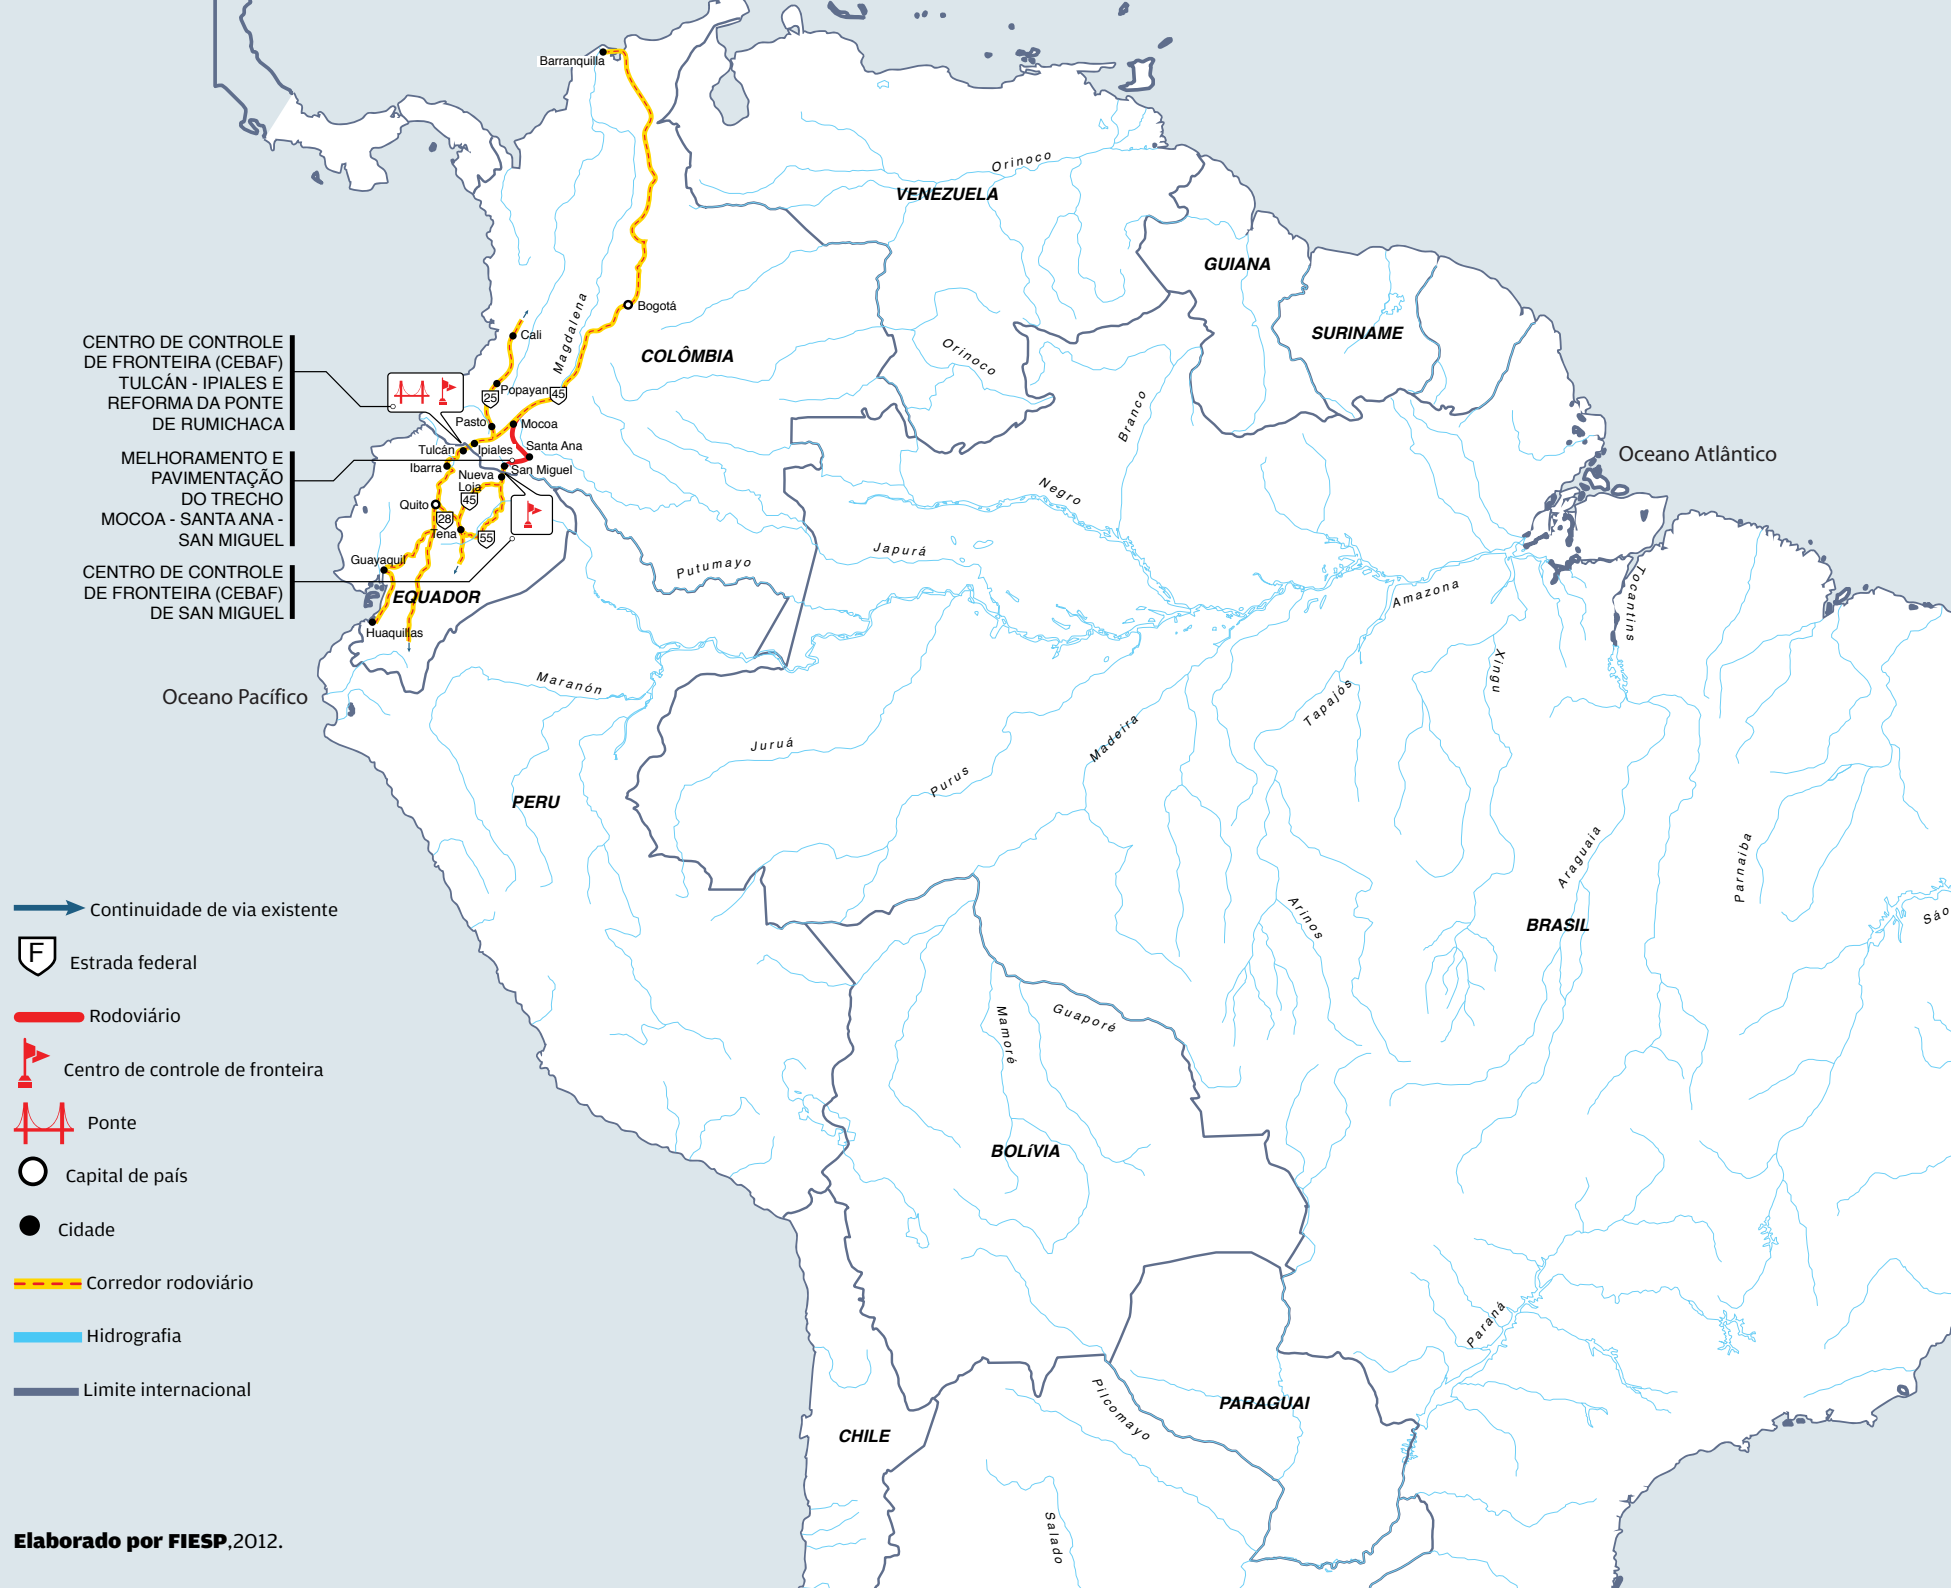 Barranquilla
Orinoco
VENEZUELA
GUIANA
Bogotá
Magdalena
SURINAME
Cali
COLÔMBIA
Orinoco
CENTRO DE CONTROLE
DE FRONTEIRA (CEBAF)
TULCÁN - IPIALES E
REFORMA DA PONTE
DE RUMICHACA
Popayan
25
45
Branco
Pasto
Mocoa
Tulcán
Ipiales
Santa Ana
Oceano Atlântico
MELHORAMENTO E
PAVIMENTAÇÃO
DO TRECHO
MOCOA - SANTA ANA -
SAN MIGUEL
Ibarra
San Miguel
Nueva
Loja
Negro
Quito
45
28
Tena
55
Japurá
Guayaquil
Putumayo
CENTRO DE CONTROLE
DE FRONTEIRA (CEBAF)
DE SAN MIGUEL
EQUADOR
Amazona
Tocantins
Huaquillas
Oceano Pacífico
Maranón
Xingu
Tapajós
Juruá
Madeira
Purus
PERU
Araguaia
Parnaiba
Arinos
BRASIL
São
Continuidade de via existente
F
Estrada federal
Rodoviário
Mamoré
Guaporé
Centro de controle de fronteira
Ponte
BOLíVIA
Capital de país
Cidade
Corredor rodoviário
Hidrografia
Paraná
Limite internacional
Pilcomayo
PARAGUAI
CHILE
Salado
Elaborado por FIESP,2012.